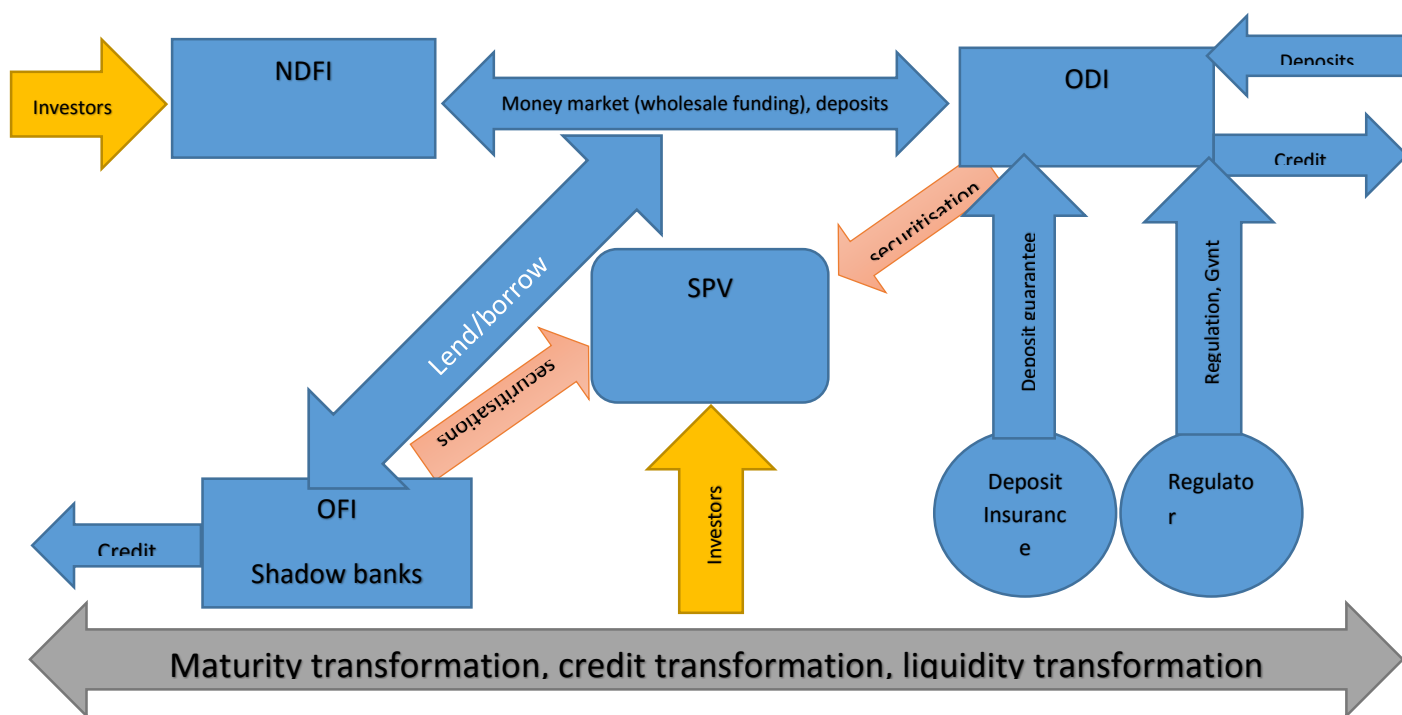 NDFI
ODI
Deposits
Investors
Money market (wholesale funding), deposits
Credit
securitisation
SPV
Lend/borrow
securitisations
Deposit guarantee
Regulation, Gvnt
Investors
Deposit
Insuranc
e
Regulato
r
OFI
Shadow banks
Credit
Maturity transformation, credit transformation, liquidity transformation